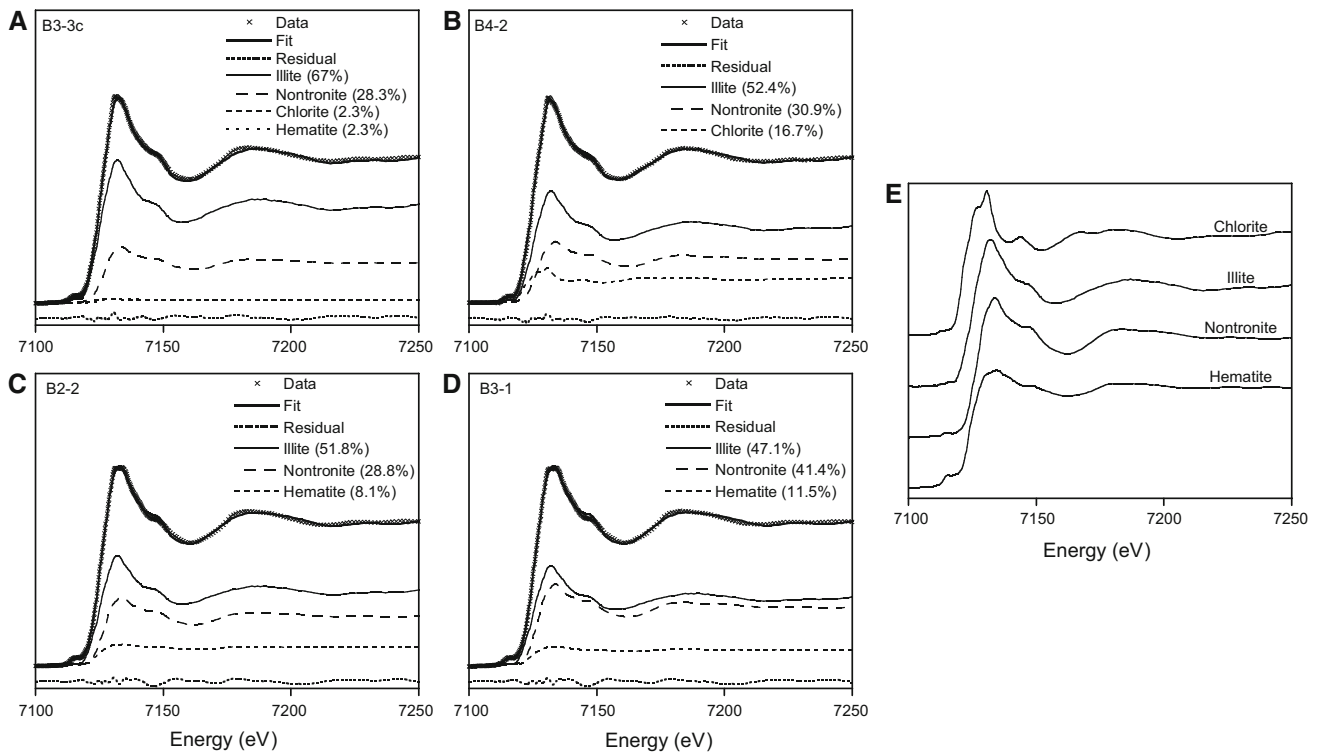 A
B3-3c
Data
Fit
Residual
Illite (67%)
Nontronite (28.3%)
Chlorite (2.3%)
Hematite (2.3%)
7100 7150 7200 7250
B
B4-2
Data
Fit
Residual
Illite (52.4%)
Nontronite (30.9%)
Chlorite (16.7%)
7100 7150 7200 7250
C
B2-2
Data
Fit
Residual
Illite (51.8%)
Nontronite (28.8%)
Hematite (8.1%)
7100 7150 7200 7250
Energy (eV)
D
B3-1
Data
Fit
Residual
Illite (47.1%)
Nontronite (41.4%)
Hematite (11.5%)
7100 7150 7200 7250
Energy (eV)
E
Chlorite
Illite
Nontronite
Hematite
7100 7150 7200 7250
Energy (eV)